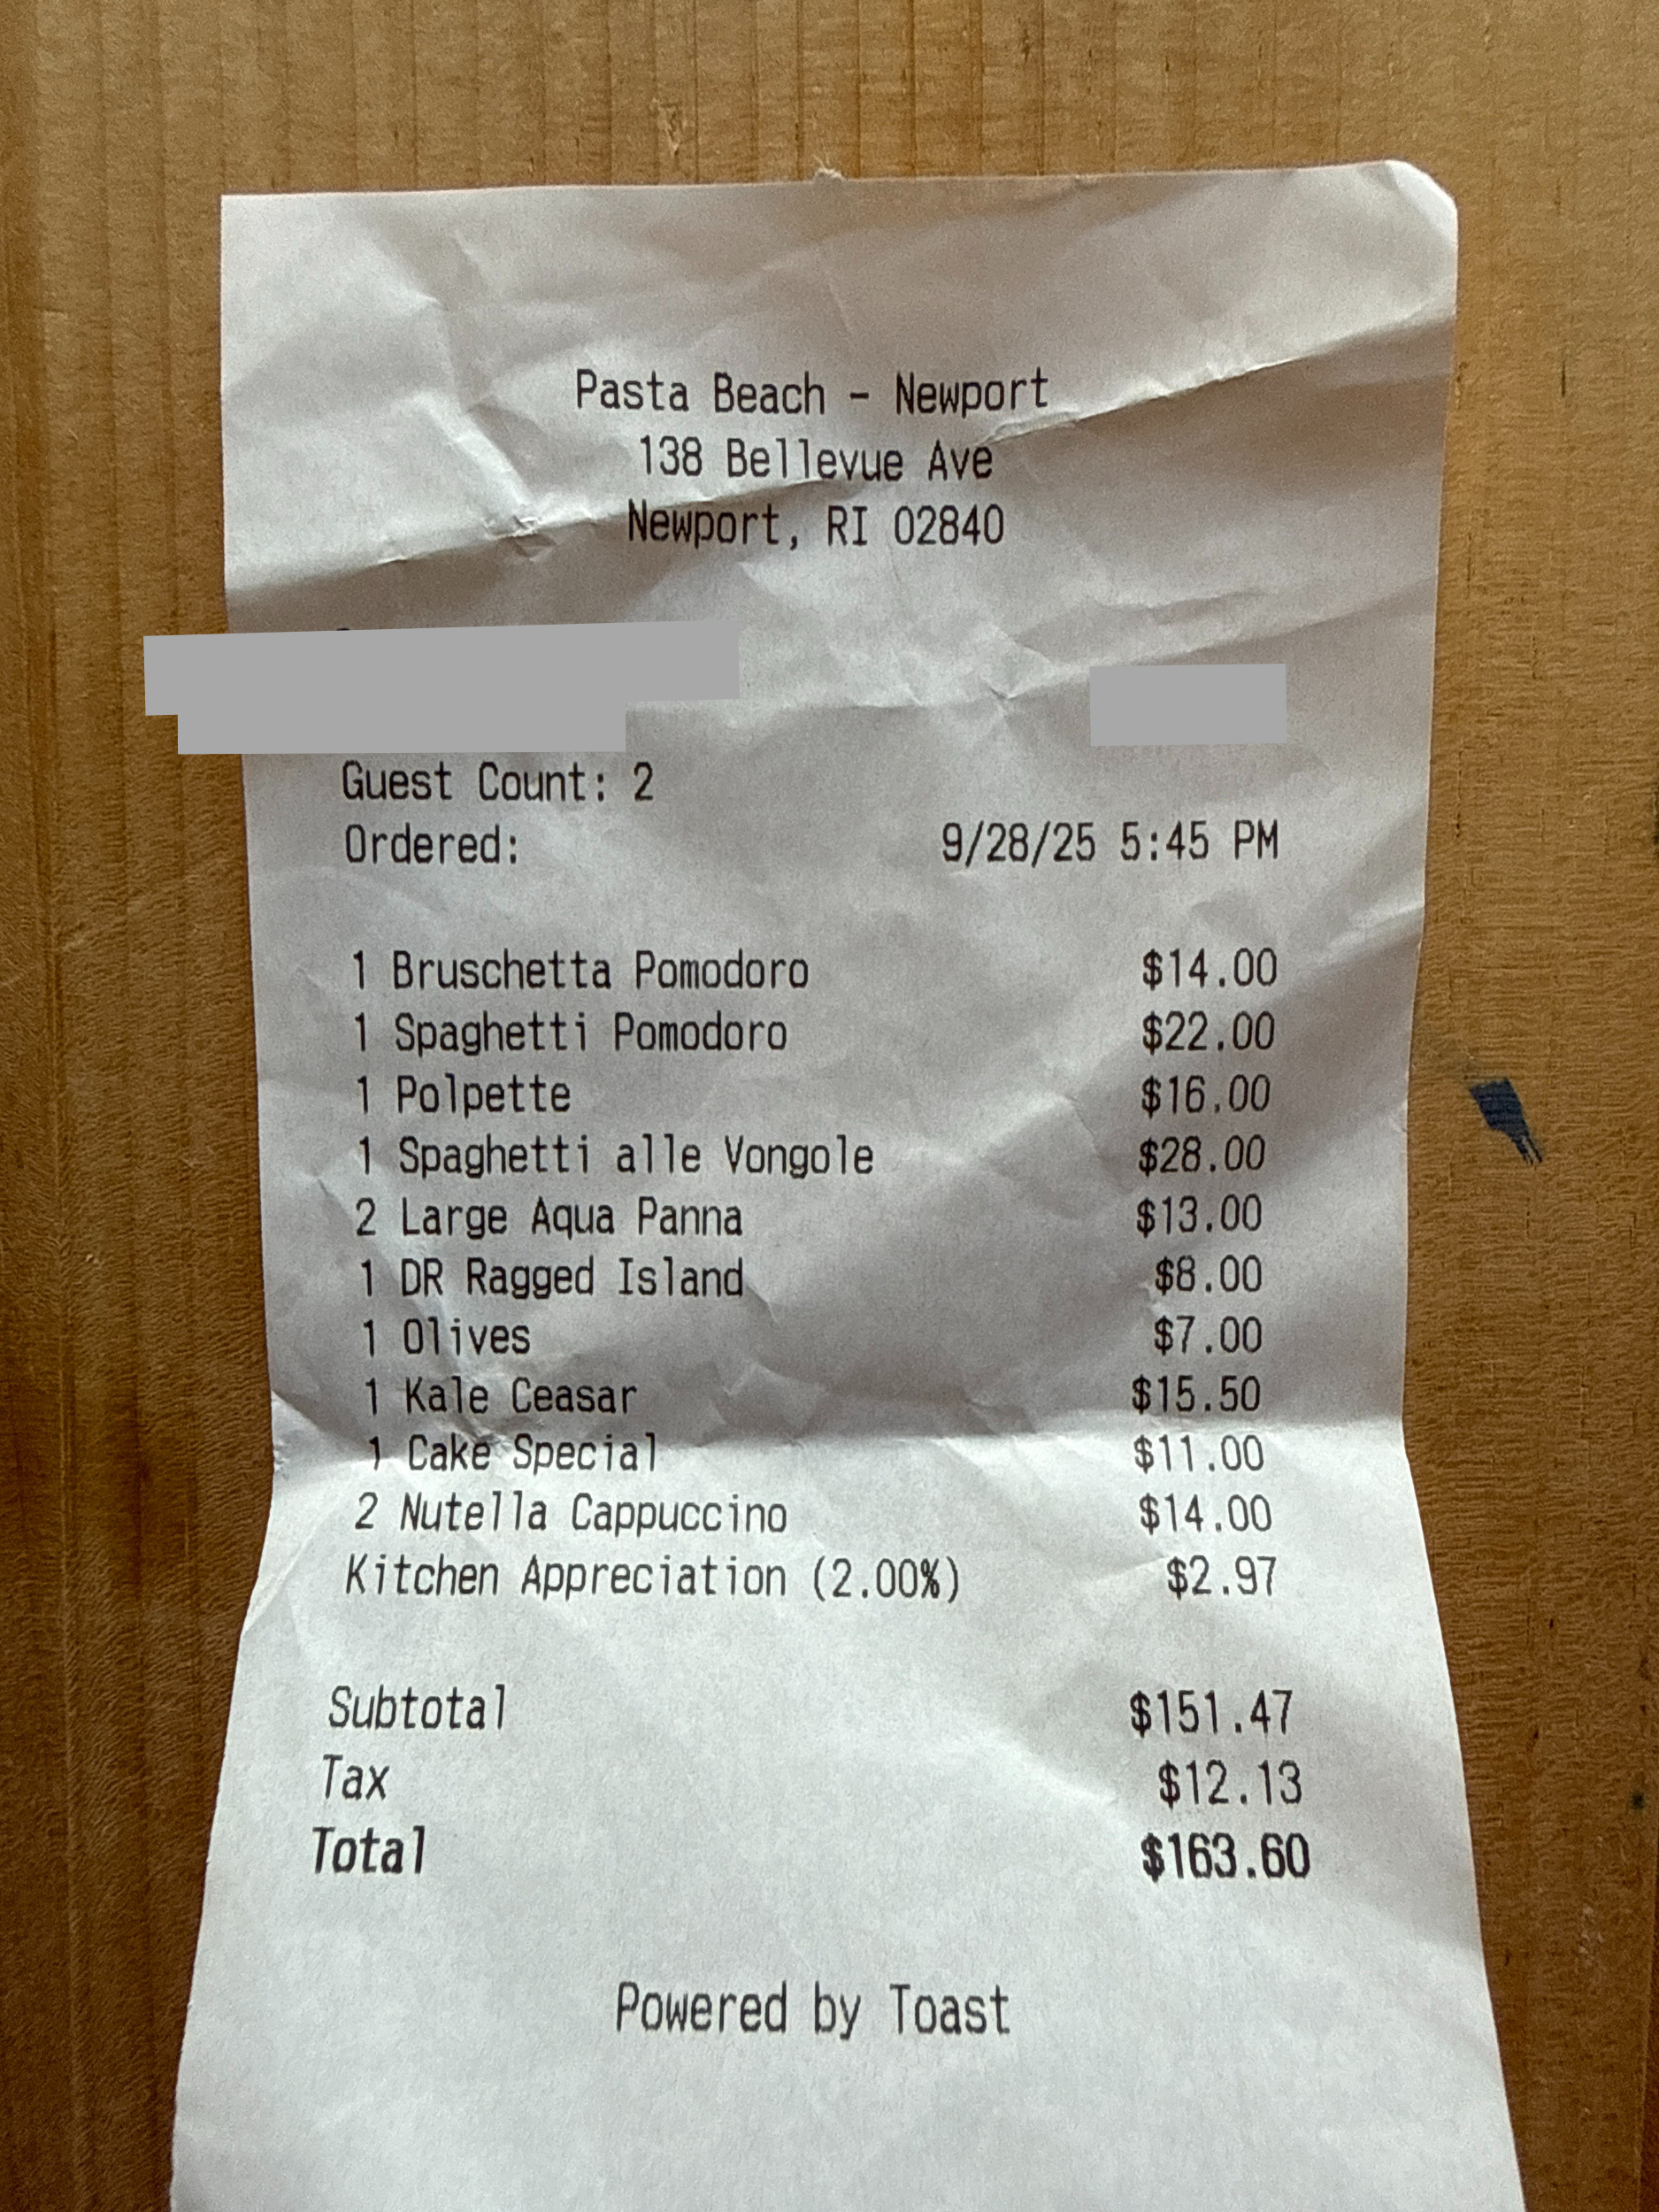 Pasta Beach - Newport
138 Bellevue Ave
Newport, RI 02840
Guest Count: 2
Ordered: 9/28/25 5:45 PM
1 Bruschetta Pomodoro $14.00
1 Spaghetti Pomodoro $22.00
1 Polpette $16.00
1 Spaghetti alle Vongole $28.00
2 Large Aqua Panna $13.00
1 DR Ragged Island $8.00
1 Olives $7.00
1 Kale Ceasar $15.50
1 Cake Special $11.00
2 Nutella Cappuccino $14.00
Kitchen Appreciation (2.00%) $2.97
Subtotal $151.47
Tax $12.13
Total $163.60
Powered by Toast